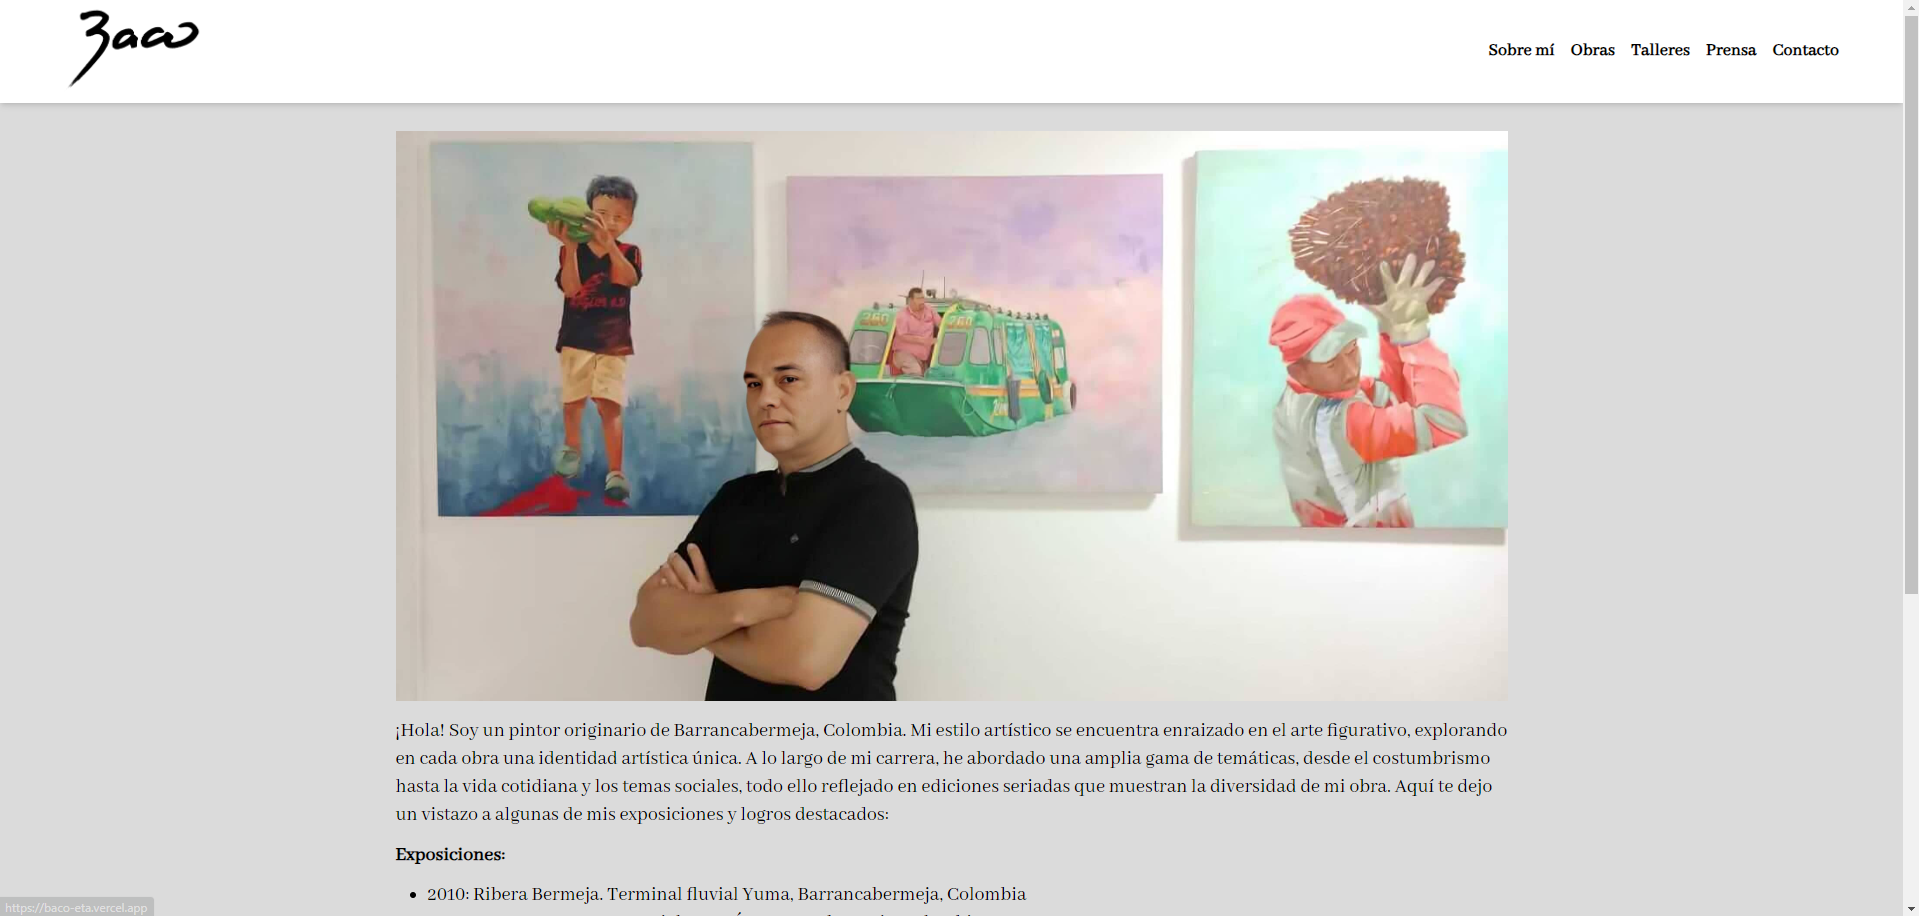 Baco
Sobre mí Obras Talleres Prensa Contacto
260 260
¡Hola! Soy un pintor originario de Barrancabermeja, Colombia. Mi estilo artístico se encuentra enraizado en el arte figurativo, explorando
en cada obra una identidad artística única. A lo largo de mi carrera, he abordado una amplia gama de temáticas, desde el costumbrismo
hasta la vida cotidiana y los temas sociales, todo ello reflejado en ediciones seriadas que muestran la diversidad de mi obra. Aquí te dejo
un vistazo a algunas de mis exposiciones y logros destacados:
Exposiciones:
• 2010: Ribera Bermeja. Terminal fluvial Yuma, Barrancabermeja, Colombia
https://baco-eta.vercel.app